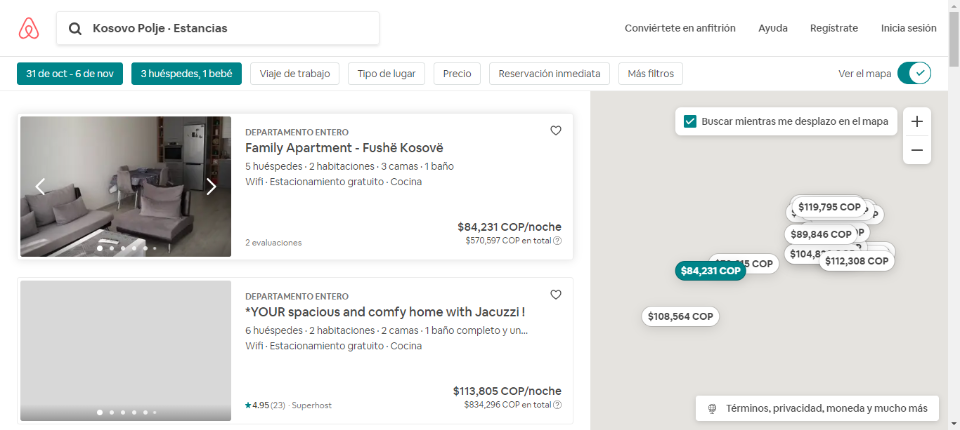 Kosovo Polje · Estancias
Conviértete en anfitrión
Ayuda
Regístrate
Inicia sesión
31 de oct - 6 de nov
3 huéspedes, 1 bebé
Viaje de trabajo
Tipo de lugar
Precio
Reservación inmediata
Más filtros
Ver el mapa
DEPARTAMENTO ENTERO
Family Apartment - Fushë Kosovë
5 huéspedes · 2 habitaciones · 3 camas · 1 baño
Wifi · Estacionamiento gratuito · Cocina
$84,231 COP/noche
2 evaluaciones
$570,597 COP en total
DEPARTAMENTO ENTERO
*YOUR spacious and comfy home with Jacuzzi !
6 huéspedes · 2 habitaciones · 2 camas · 1 baño completo y un...
Wifi · Estacionamiento gratuito · Cocina
$113,805 COP/noche
4.95 (23) · Superhost
$834,296 COP en total
Buscar mientras me desplazo en el mapa
$119,795 COP
$89,846 COP
$112,308 COP
$84,231 COP
$108,564 COP
Términos, privacidad, moneda y mucho más